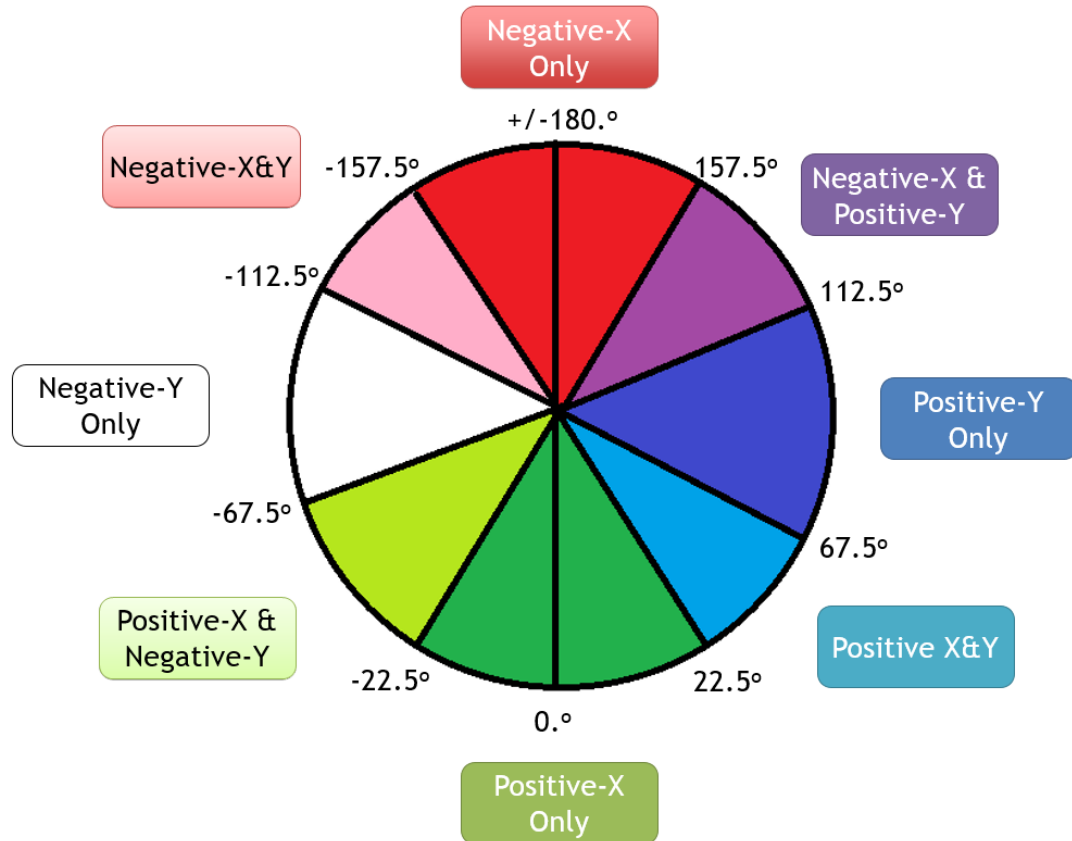 Negative-X
Only
+/-180.º
Negative-X&Y
-157.5º
157.5º
Negative-X &
Positive-Y
-112.5º
112.5º
Negative-Y
Only
Positive-Y
Only
-67.5º
67.5º
Positive-X &
Negative-Y
Positive X&Y
-22.5º
22.5º
0.º
Positive-X
Only